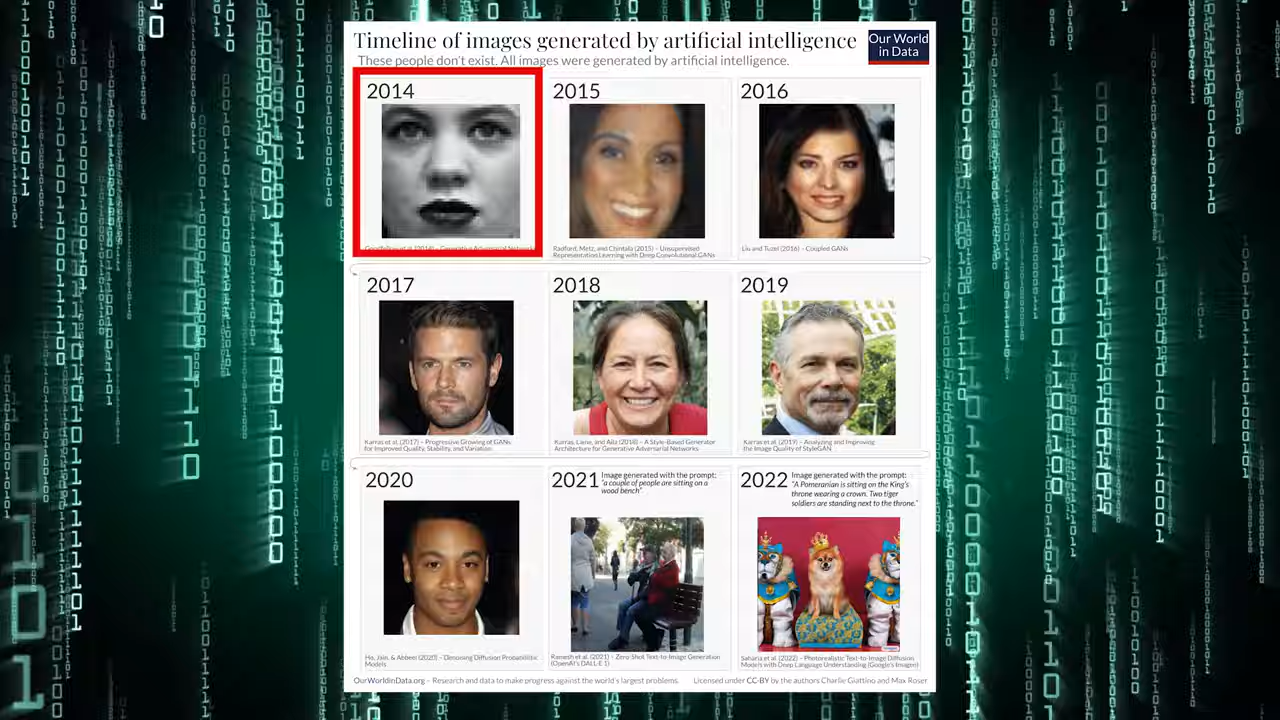 Timeline of images generated by artificial intelligence
These people don't exist. All images were generated by artificial intelligence.
Our World
in Data
2014
Goodfellow et al. (2014) – Generative Adversarial Networks
2015
Radford, Metz, and Chintala (2015) – Unsupervised
Representation Learning with Deep Convolutional GANs
2016
Liu and Tuzel (2016) – Coupled GANs
2017
Karras et al. (2017) – Progressive Growing of GANs
for Improved Quality, Stability, and Variation
2018
Karras, Laine, and Aila (2018) – A Style-Based Generator
Architecture for Generative Adversarial Networks
2019
Karras et al. (2019) – Analyzing and Improving
the Image Quality of StyleGAN
2020
Ho, Jain, & Abbeel (2020) – Denoising Diffusion Probabilistic
Models
2021
Image generated with the prompt:
"a couple of people are sitting on a
wood bench"
Ramesh et al. (2021) – Zero-Shot Text-to-Image Generation
(OpenAI's DALL-E 1)
2022
Image generated with the prompt:
"A Pomeranian is sitting on the King's
throne wearing a crown. Two tiger
soldiers are standing next to the throne."
Saharia et al. (2022) – Photorealistic Text-to-Image Diffusion
Models with Deep Language Understanding (Google's Imagen)
OurWorldinData.org – Research and data to make progress against the world's largest problems.
Licensed under CC-BY by the authors Charlie Giattino and Max Roser